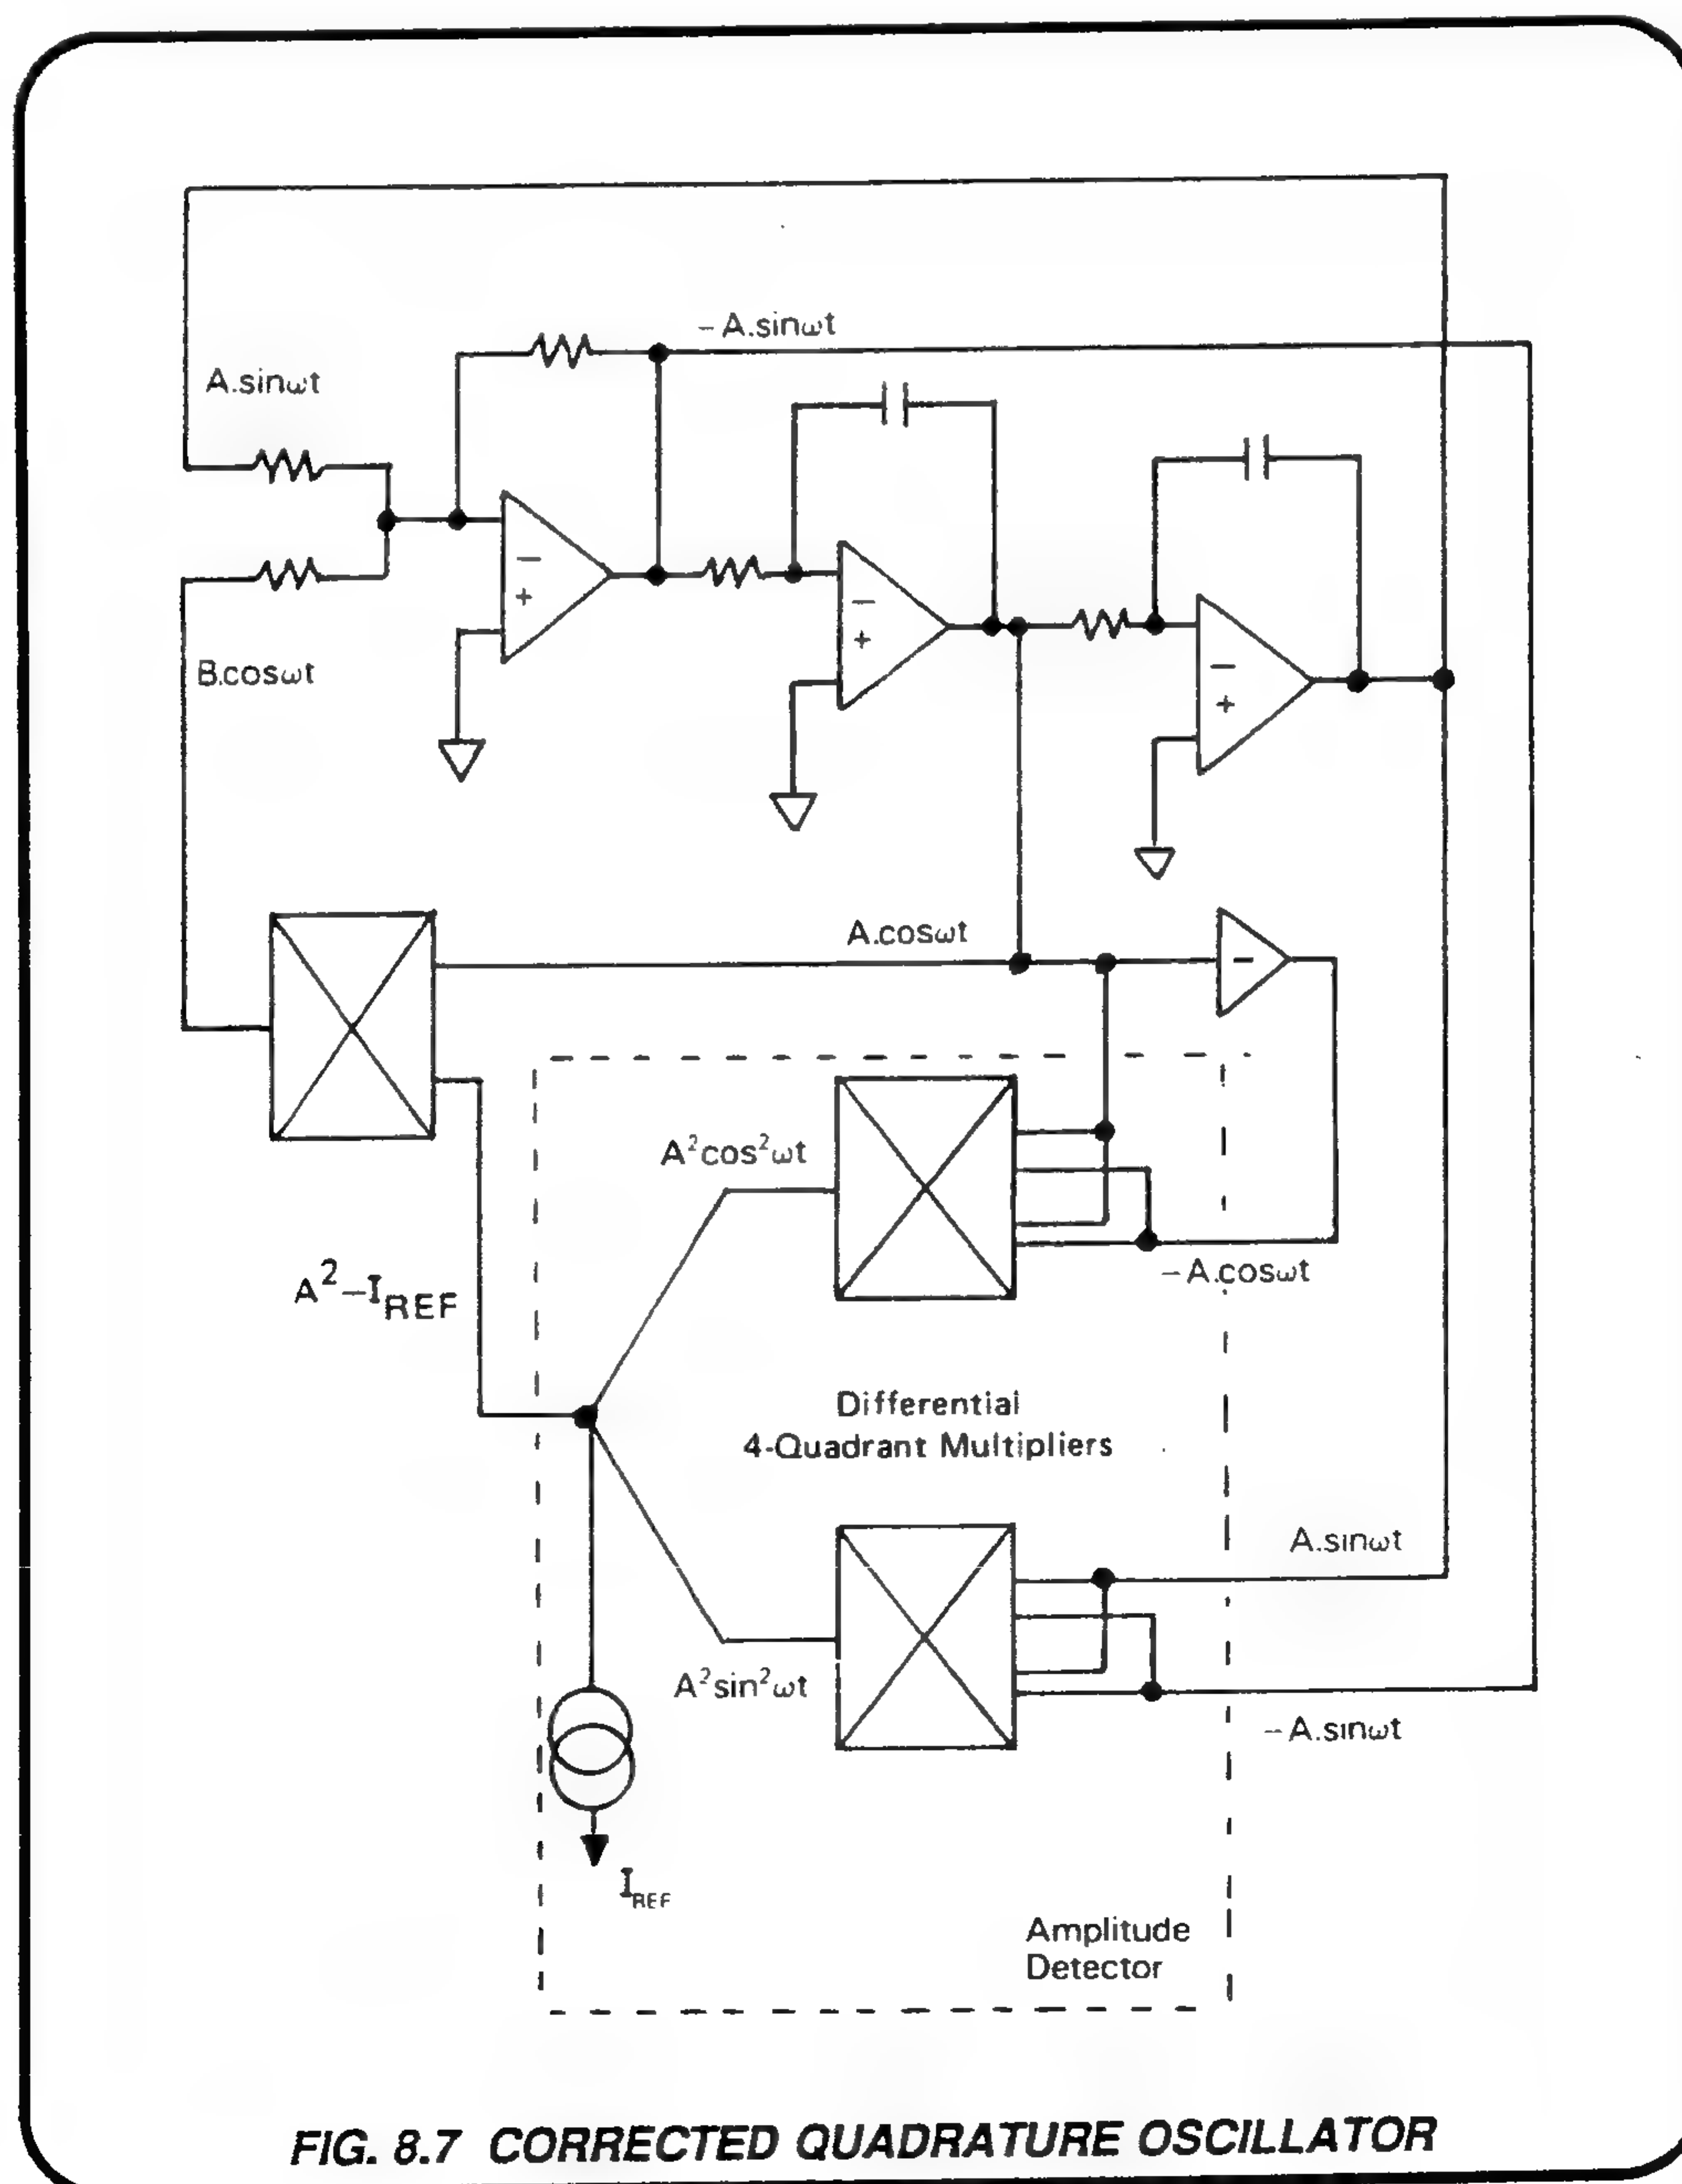 –A.sinωt
A.sinωt
−
+
B.cosωt
−
+
−
+
A.cosωt
−
A²cos²ωt
–A.cosωt
A²–I_REF
Differential
4-Quadrant Multipliers
A.sinωt
A²sin²ωt
–A.sinωt
I_REF
Amplitude
Detector
FIG. 8.7 CORRECTED QUADRATURE OSCILLATOR